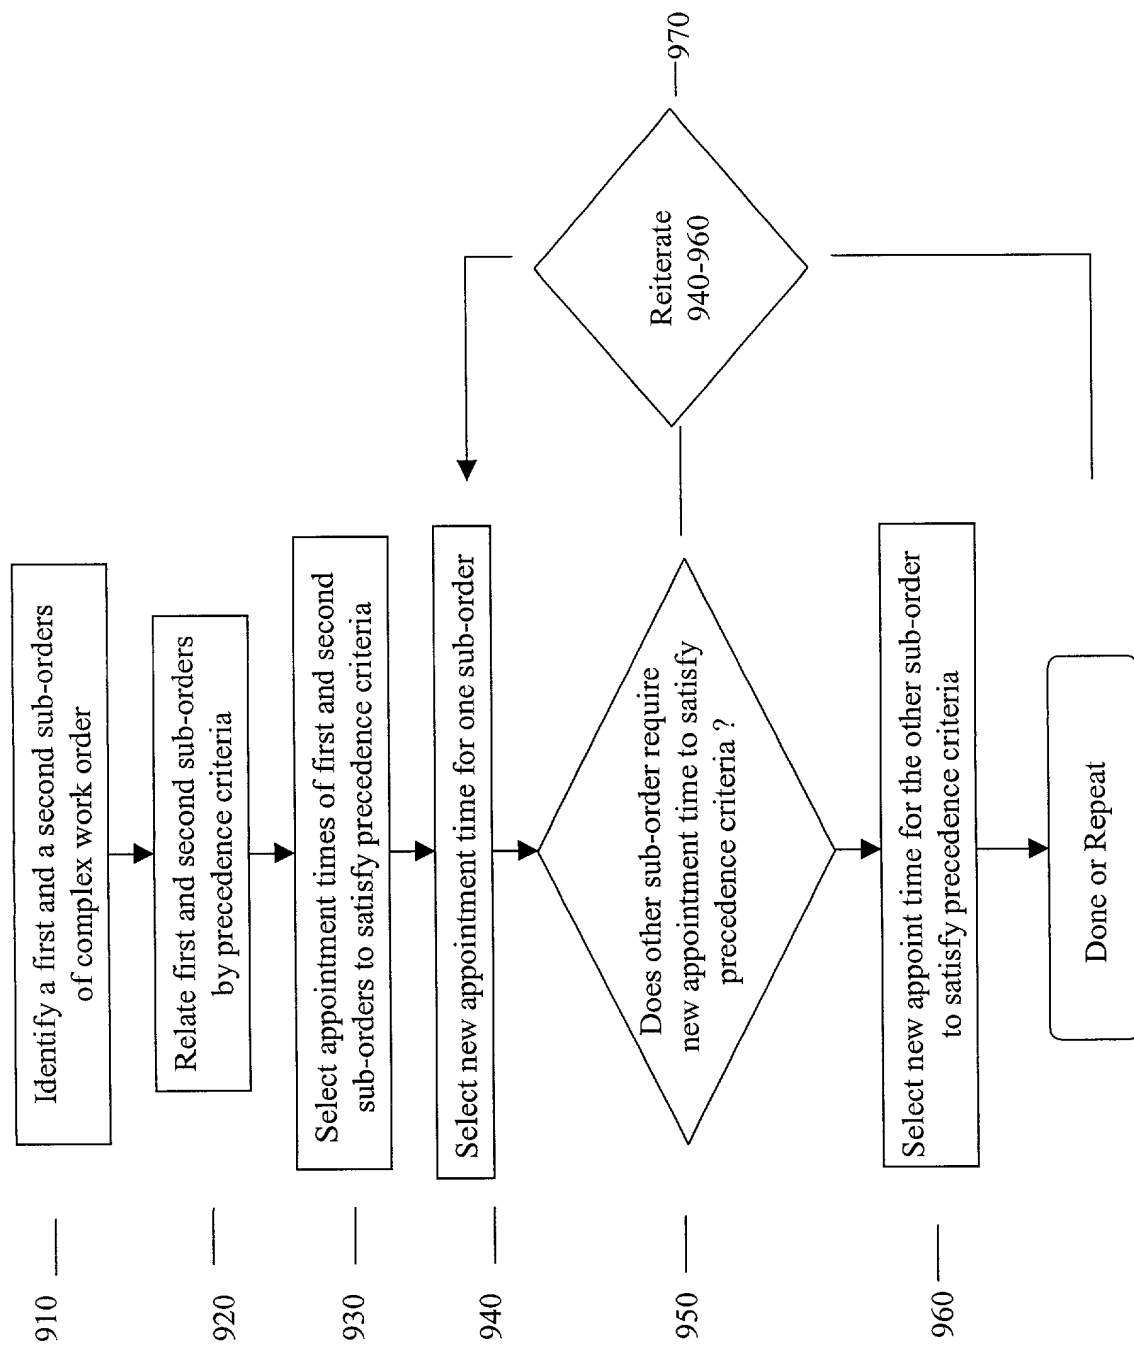 910
Identify a first and a second sub-orders
of complex work order
920
Relate first and second sub-orders
by precedence criteria
930
Select appointment times of first and second
sub-orders to satisfy precedence criteria
940
Select new appointment time for one sub-order
950
Does other sub-order require
new appointment time to satisfy
precedence criteria ?
Reiterate
940-960
970
960
Select new appoint time for the other sub-order
to satisfy precedence criteria
Done or Repeat